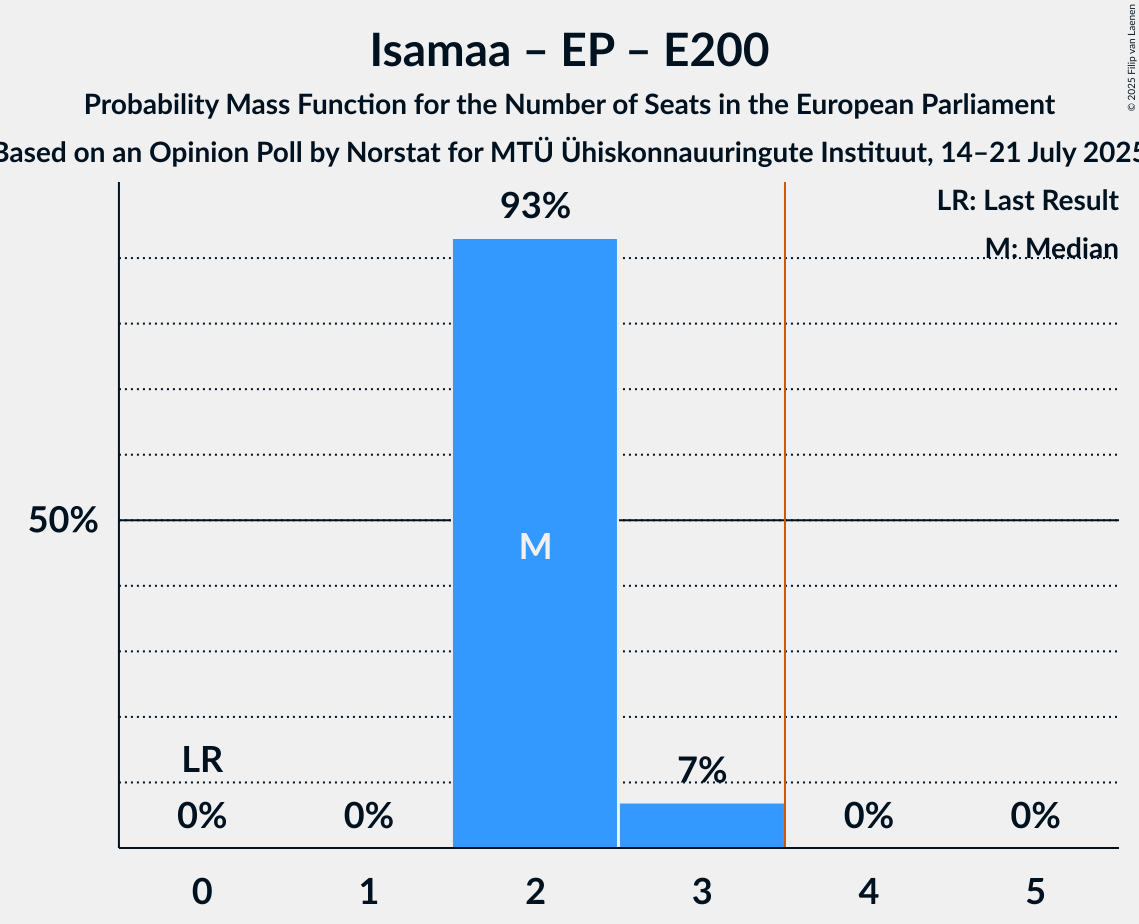 Isamaa – EP – E200
Probability Mass Function for the Number of Seats in the European Parliament
Based on an Opinion Poll by Norstat for MTÜ Ühiskonnauuringute Instituut, 14–21 July 2025
© 2025 Filip van Laenen
LR: Last Result
M: Median
93%
50%
M
LR
7%
0%
0%
0%
0%
0
1
2
3
4
5